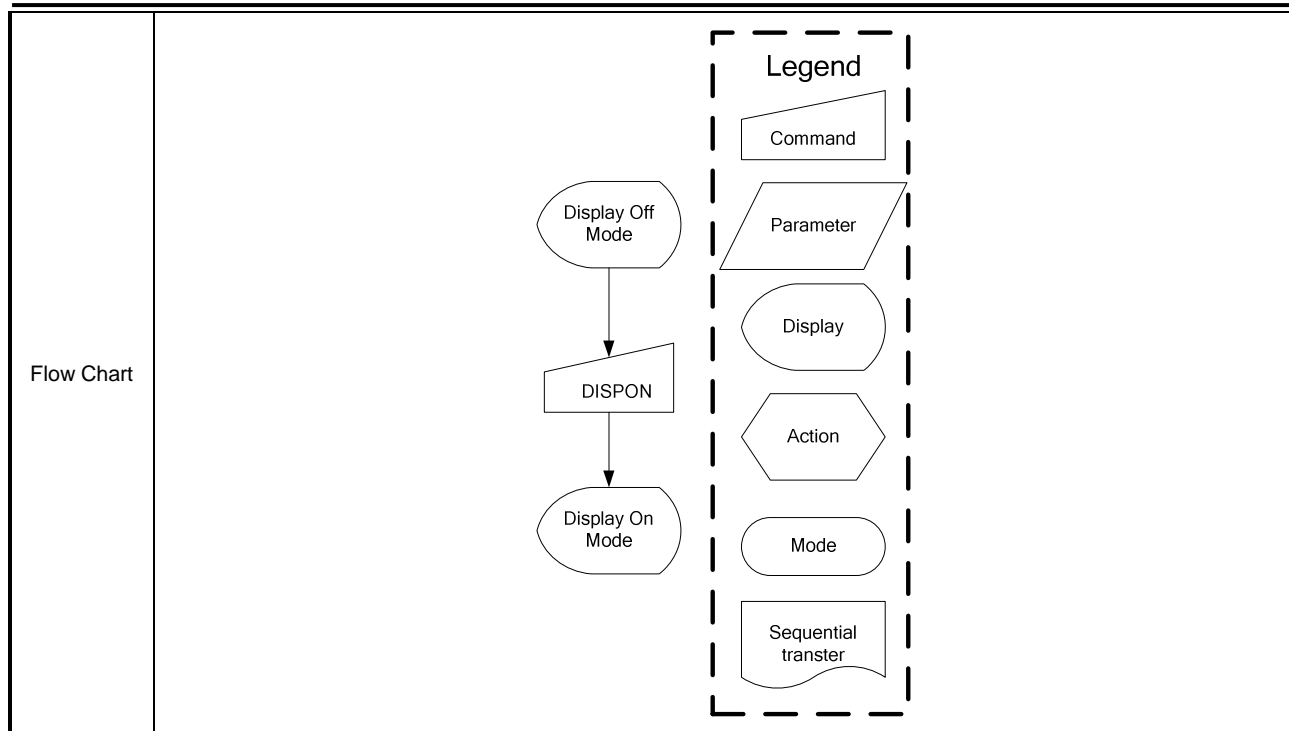 Flow Chart
Display Off
Mode
DISPON
Display On
Mode
Legend
Command
Parameter
Display
Action
Mode
Sequential
transter